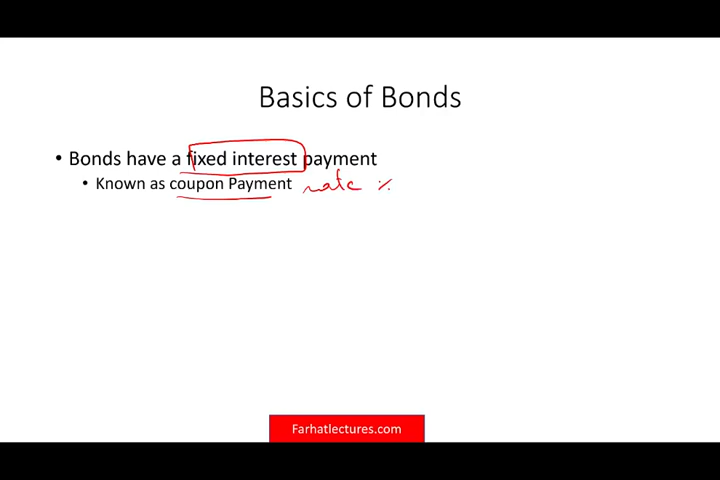 Basics of Bonds
• Bonds have a fixed interest payment
• Known as coupon Payment rate %
Farhatlectures.com